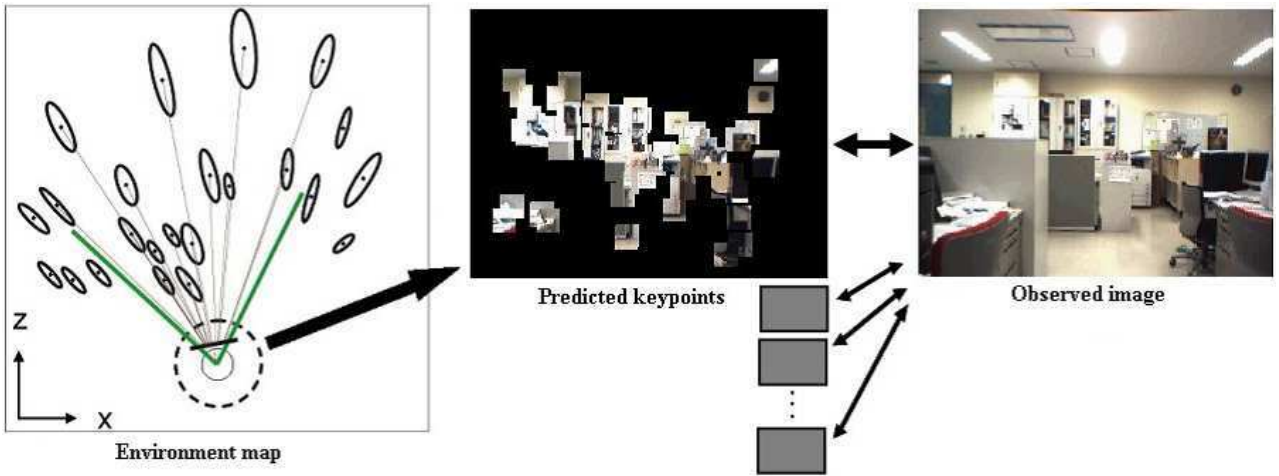 Z
X
Environment map
Predicted keypoints
Observed image